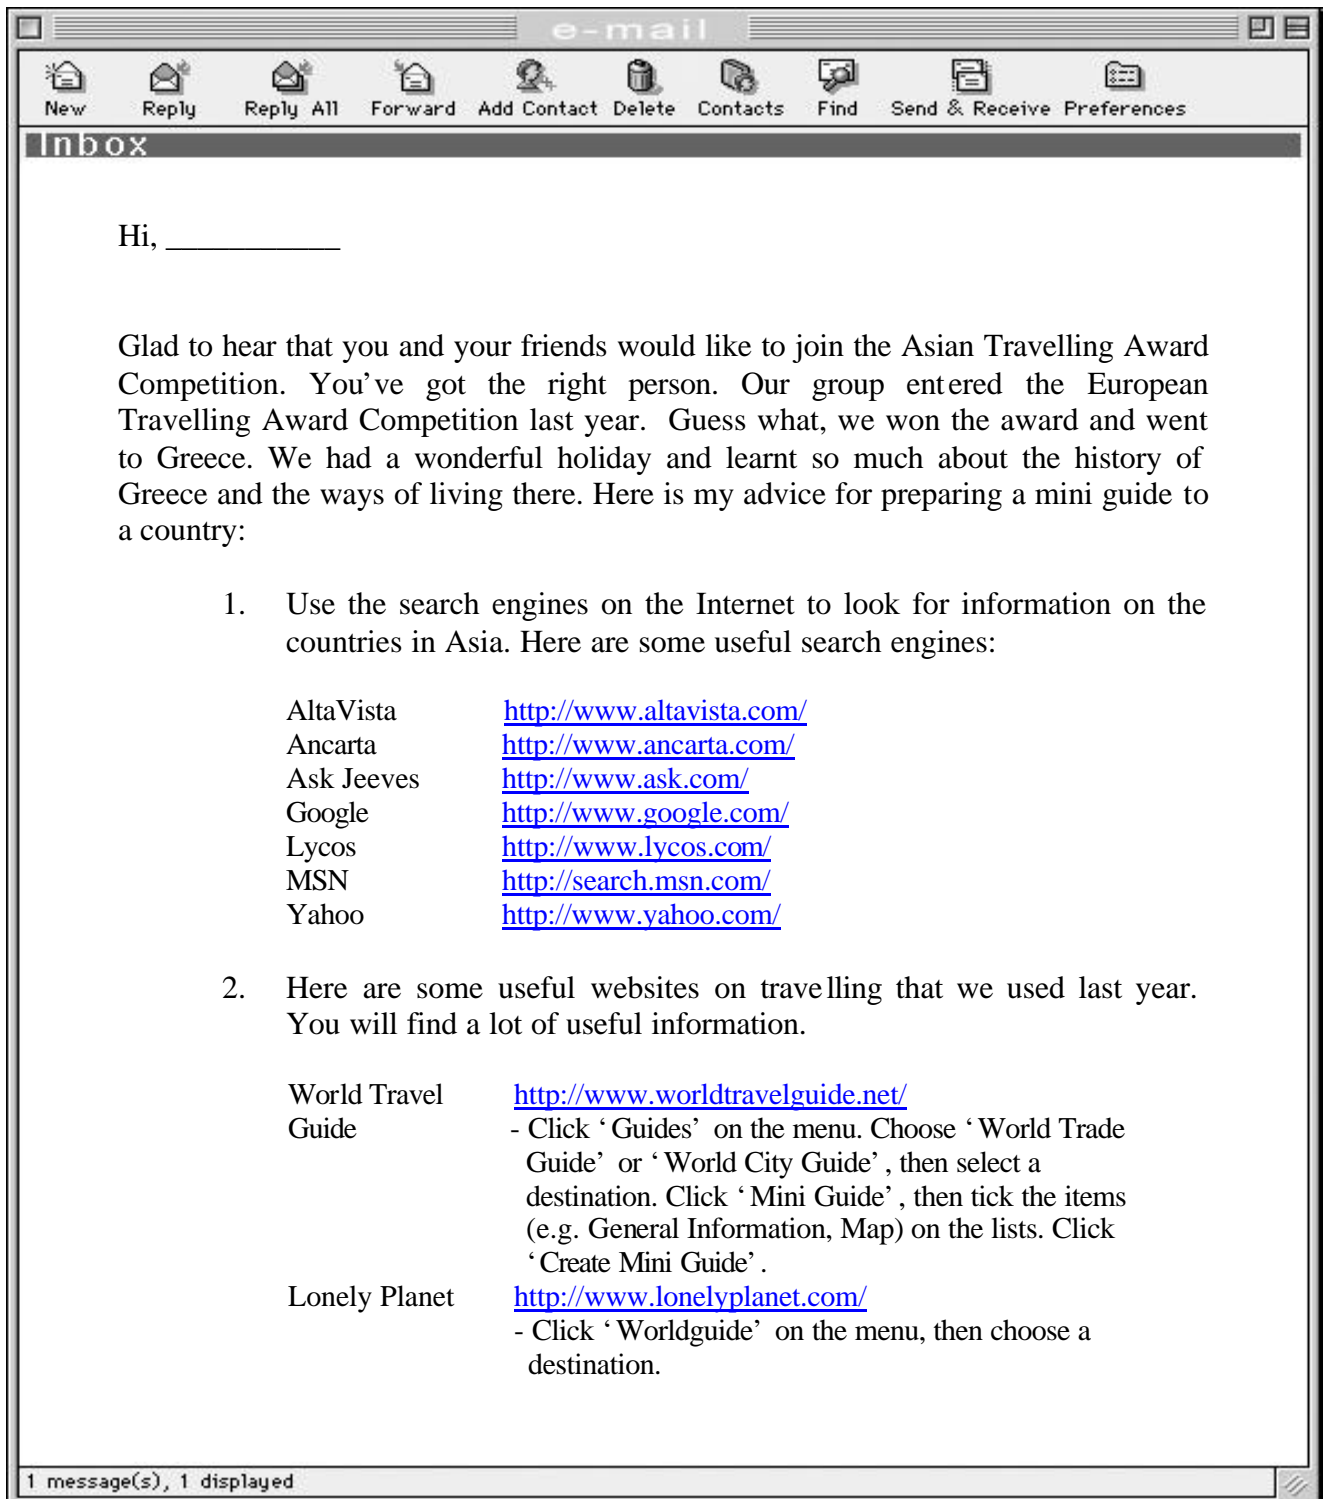 e-mail
New Reply Reply All Forward Add Contact Delete Contacts Find Send & Receive Preferences
Inbox
Hi, ___________
Glad to hear that you and your friends would like to join the Asian Travelling Award
Competition. You've got the right person. Our group entered the European
Travelling Award Competition last year. Guess what, we won the award and went
to Greece. We had a wonderful holiday and learnt so much about the history of
Greece and the ways of living there. Here is my advice for preparing a mini guide to
a country:
1. Use the search engines on the Internet to look for information on the
countries in Asia. Here are some useful search engines:
AltaVista http://www.altavista.com/
Ancarta http://www.ancarta.com/
Ask Jeeves http://www.ask.com/
Google http://www.google.com/
Lycos http://www.lycos.com/
MSN http://search.msn.com/
Yahoo http://www.yahoo.com/
2. Here are some useful websites on travelling that we used last year.
You will find a lot of useful information.
World Travel http://www.worldtravelguide.net/
Guide - Click 'Guides' on the menu. Choose 'World Trade
Guide' or 'World City Guide', then select a
destination. Click 'Mini Guide', then tick the items
(e.g. General Information, Map) on the lists. Click
'Create Mini Guide'.
Lonely Planet http://www.lonelyplanet.com/
- Click 'Worldguide' on the menu, then choose a
destination.
1 message(s), 1 displayed